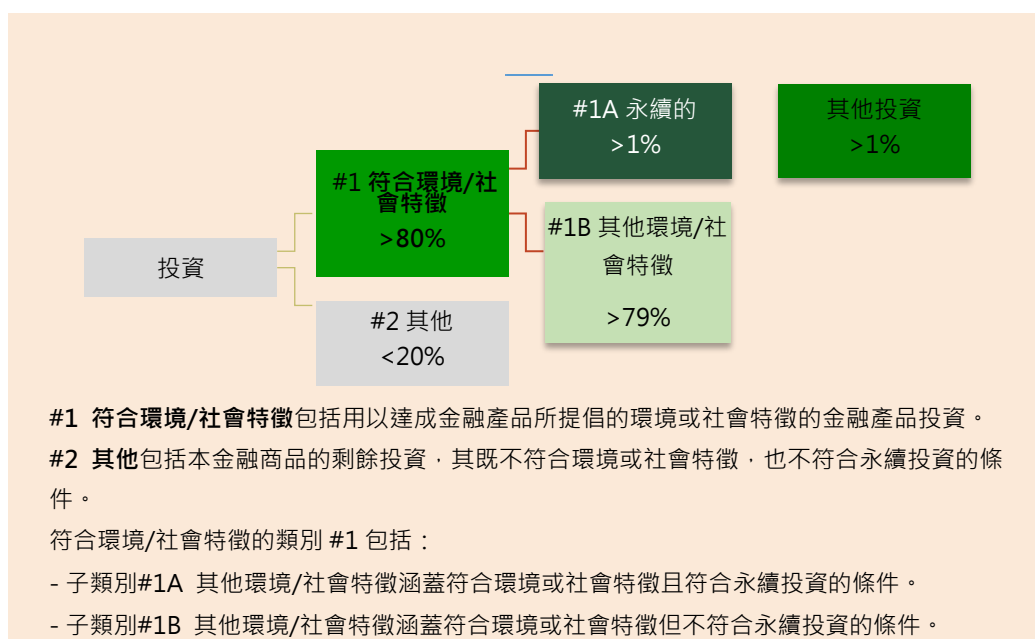 #1A 永續的
>1%
其他投資
>1%
#1 符合環境/社
會特徵
>80%
#1B 其他環境/社
會特徵
>79%
投資
#2 其他
<20%
#1 符合環境/社會特徵包括用以達成金融產品所提倡的環境或社會特徵的金融產品投資。
#2 其他包括本金融商品的剩餘投資，其既不符合環境或社會特徵，也不符合永續投資的條
件。
符合環境/社會特徵的類別 #1 包括：
- 子類別#1A 其他環境/社會特徵涵蓋符合環境或社會特徵且符合永續投資的條件。
- 子類別#1B 其他環境/社會特徵涵蓋符合環境或社會特徵但不符合永續投資的條件。